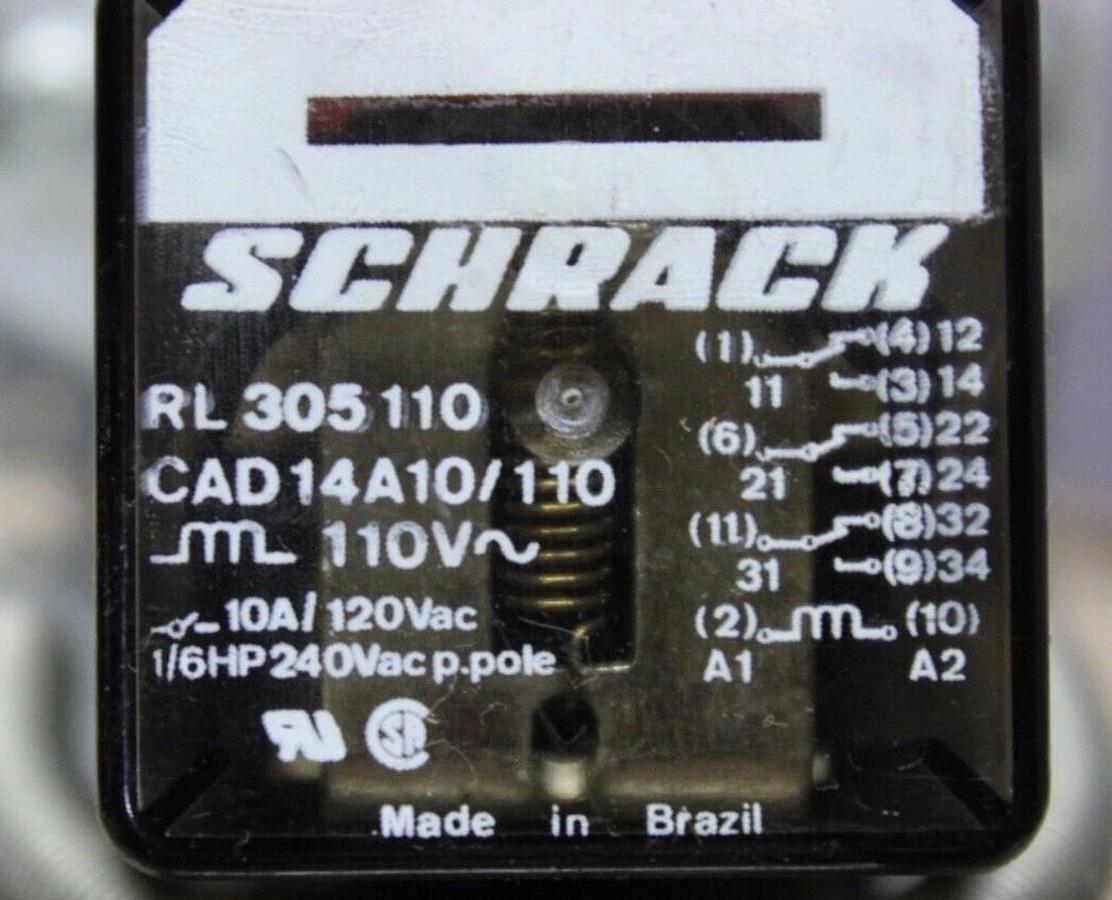 SCHRACK
RL 305 110
CAD 14A10/110
110V~
10A/ 120Vac
1/6HP 240Vac p.pole
(1) (4) 12
11 (3) 14
(6) (5) 22
21 (7) 24
(11) (8) 32
31 (9) 34
(2) (10)
A1 A2
RU SA
Made in Brazil